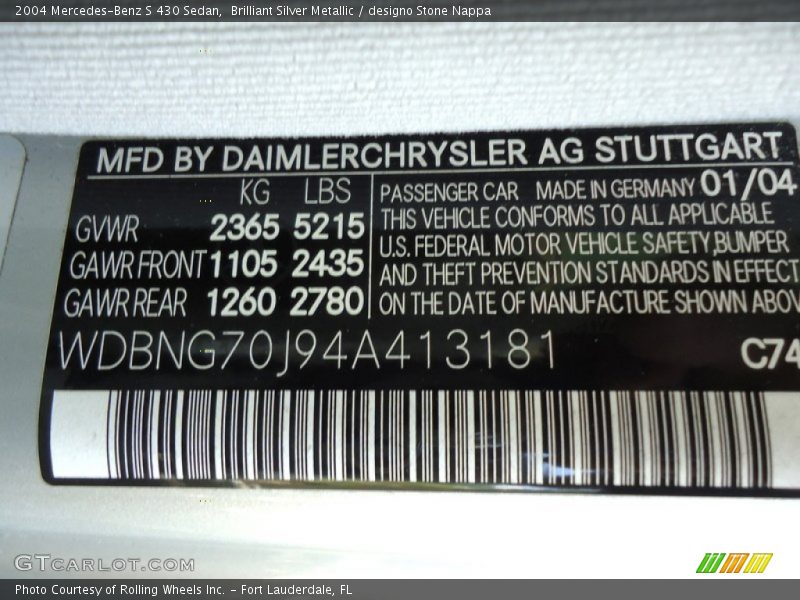 2004 Mercedes-Benz S 430 Sedan, Brilliant Silver Metallic / designo Stone Nappa
MFD BY DAIMLERCHRYSLER AG STUTTGART
KG LBS
GVWR 2365 5215
GAWR FRONT 1105 2435
GAWR REAR 1260 2780
PASSENGER CAR MADE IN GERMANY 01/04
THIS VEHICLE CONFORMS TO ALL APPLICABLE
U.S. FEDERAL MOTOR VEHICLE SAFETY,BUMPER
AND THEFT PREVENTION STANDARDS IN EFFECT
ON THE DATE OF MANUFACTURE SHOWN ABOV
WDBNG70J94A413181
C74
GTCARLOT.COM
Photo Courtesy of Rolling Wheels Inc. - Fort Lauderdale, FL